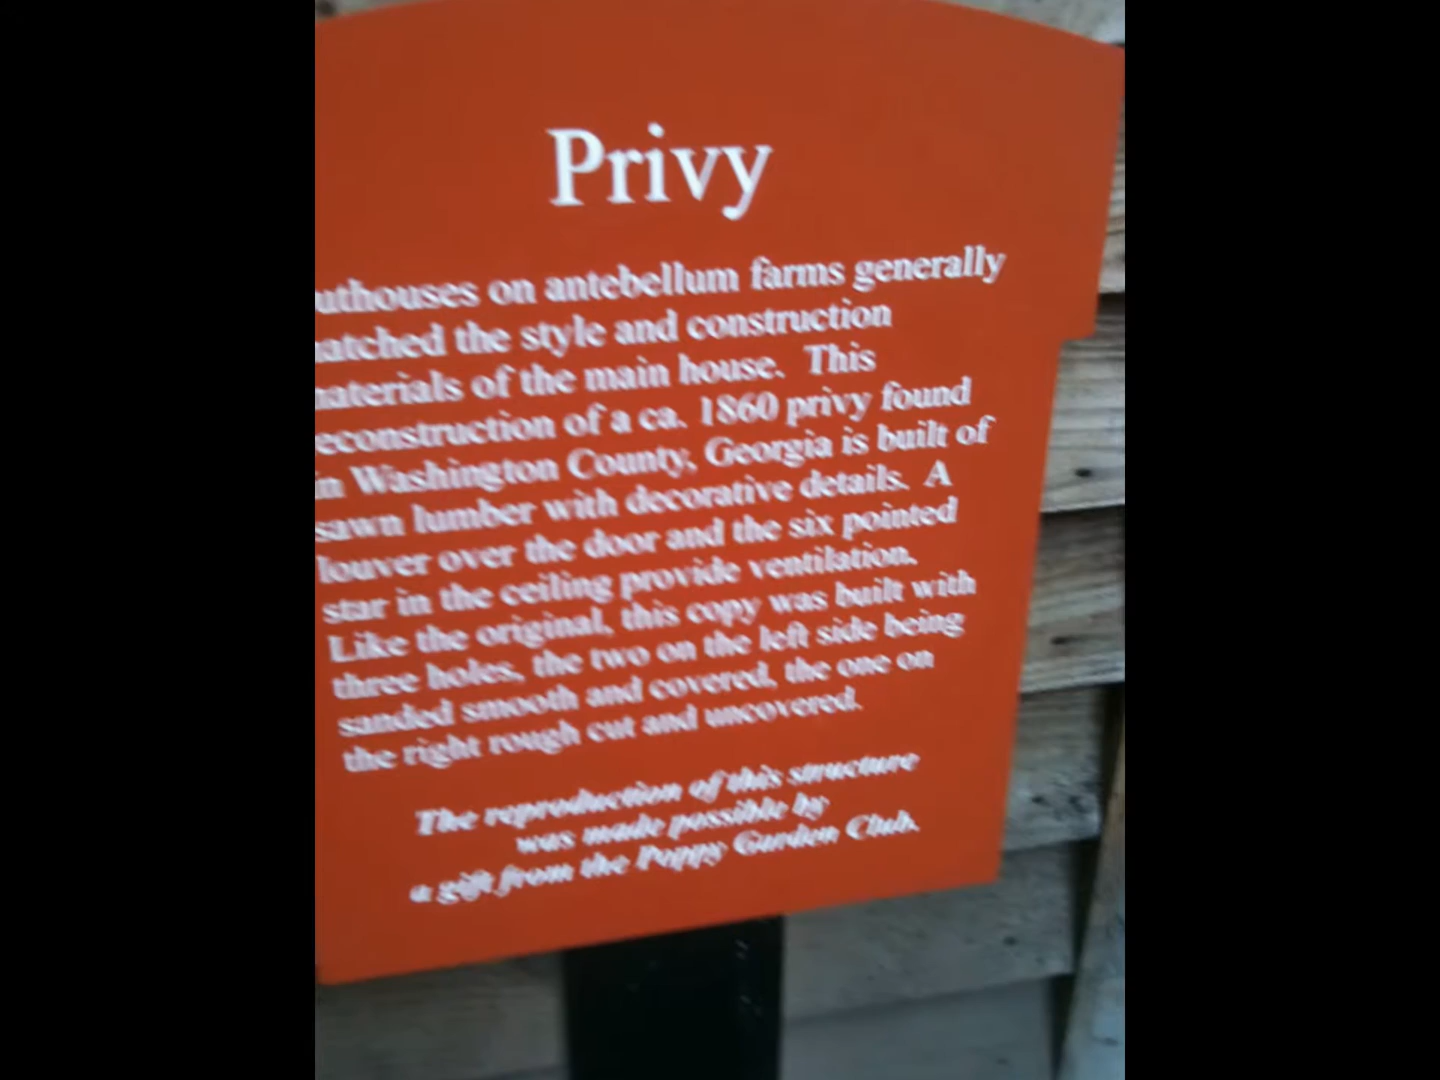 Privy
uthouses on antebellum farms generally
atched the style and construction
aterials of the main house. This
econstruction of a ca. 1860 privy found
in Washington County, Georgia is built of
sawn lumber with decorative details. A
louver over the door and the six pointed
star in the ceiling provide ventilation.
Like the original, this copy was built with
three holes, the two on the left side being
sanded smooth and covered, the one on
the right rough cut and uncovered.
The reproduction of this structure
was made possible by
a gift from the Poppy Garden Club.